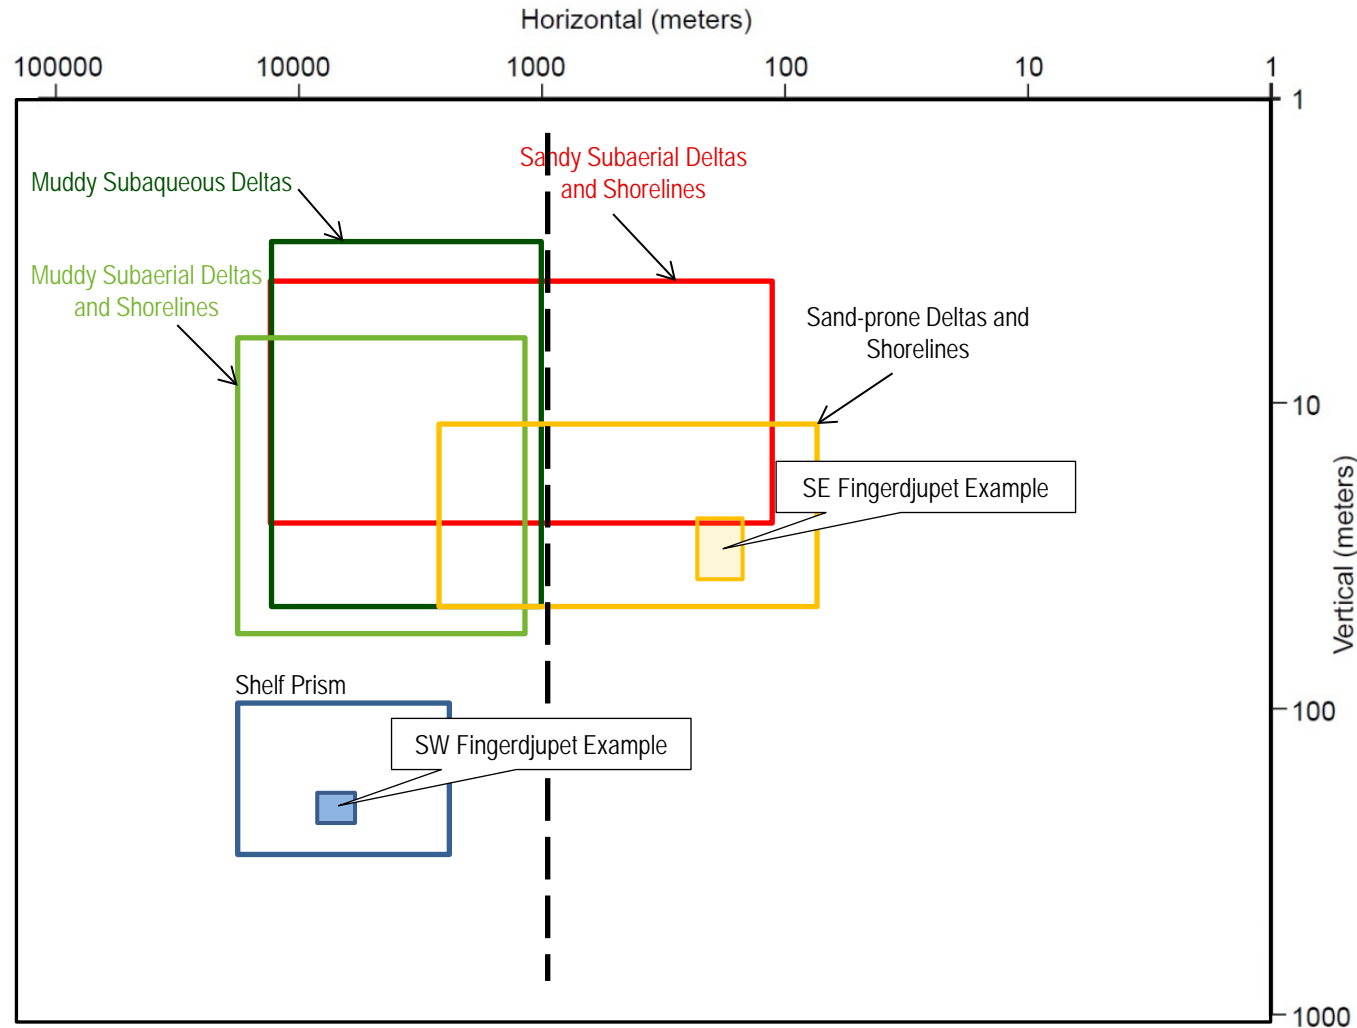 Horizontal (meters)
100000 10000 1000 100 10 1
1
Sandy Subaerial Deltas
and Shorelines
Muddy Subaqueous Deltas
Muddy Subaerial Deltas
and Shorelines
Sand-prone Deltas and
Shorelines
10
SE Fingerdjupet Example
Vertical (meters)
Shelf Prism
100
SW Fingerdjupet Example
1000